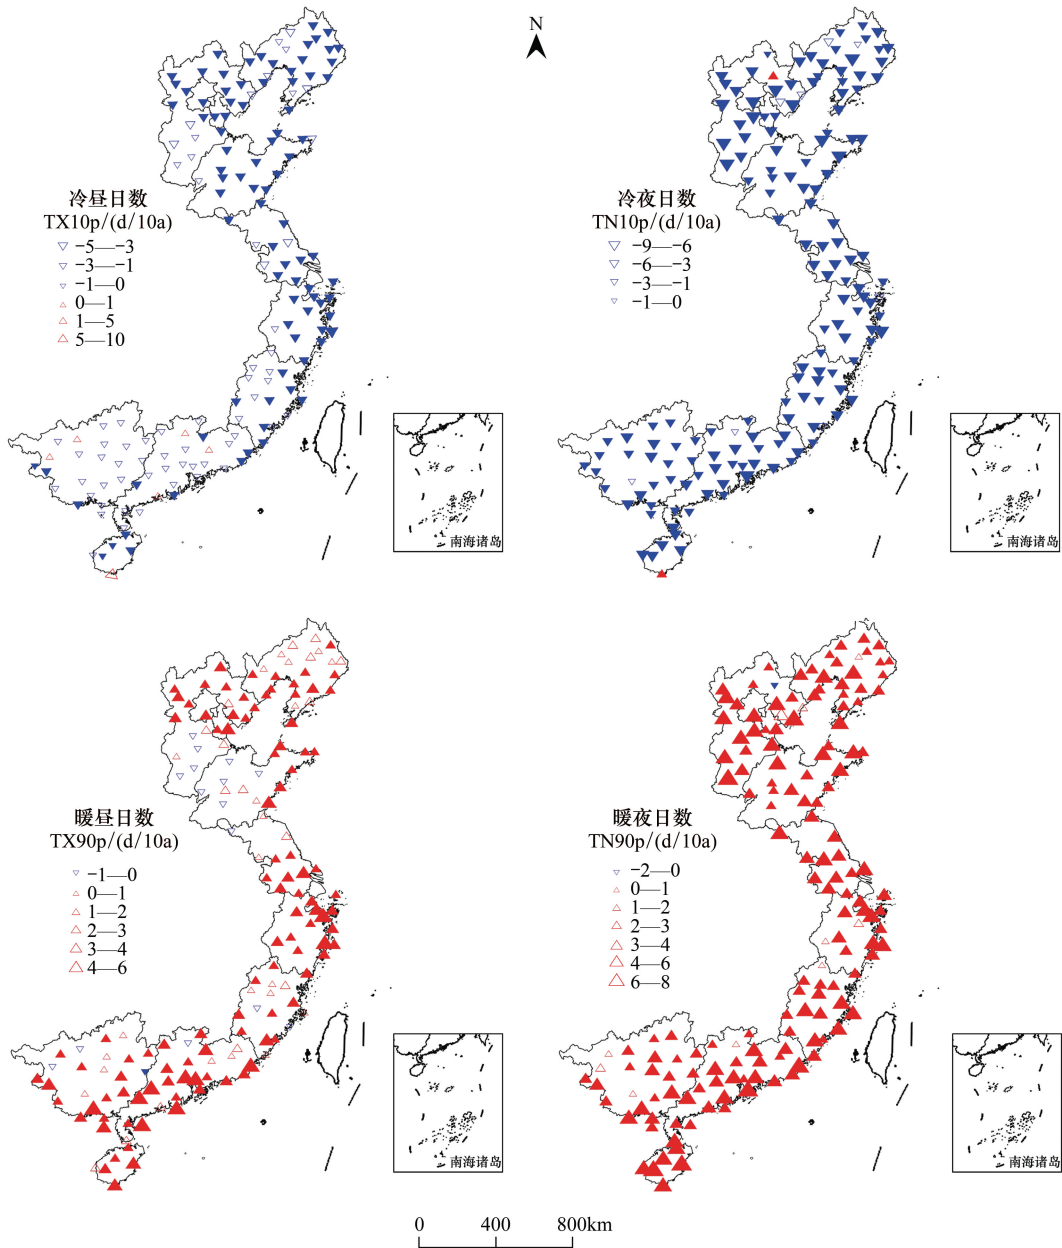 N
冷昼日数
TX10p/(d/10a)
−5—−3
−3—−1
−1—0
0—1
1—5
5—10
南海诸岛
冷夜日数
TN10p/(d/10a)
−9—−6
−6—−3
−3—−1
−1—0
南海诸岛
暖昼日数
TX90p/(d/10a)
−1—0
0—1
1—2
2—3
3—4
4—6
南海诸岛
暖夜日数
TN90p/(d/10a)
−2—0
0—1
1—2
2—3
3—4
4—6
6—8
南海诸岛
0 400 800km